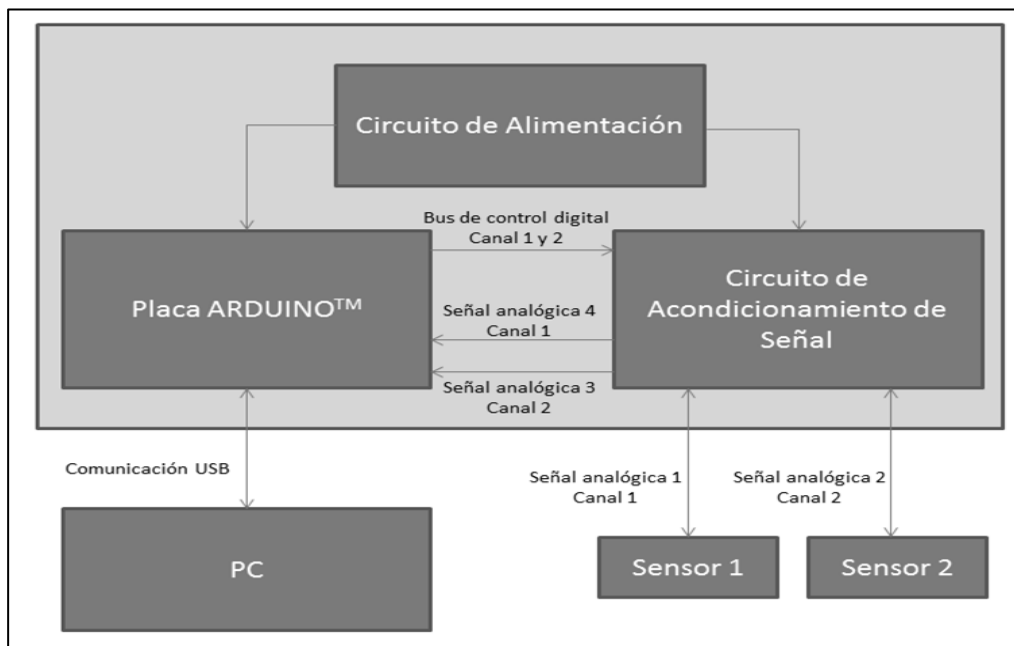 Circuito de Alimentación
Bus de control digital
Canal 1 y 2
Placa ARDUINO™
Circuito de
Acondicionamiento de
Señal
Señal analógica 4
Canal 1
Señal analógica 3
Canal 2
Comunicación USB
Señal analógica 1
Canal 1
Señal analógica 2
Canal 2
PC
Sensor 1
Sensor 2